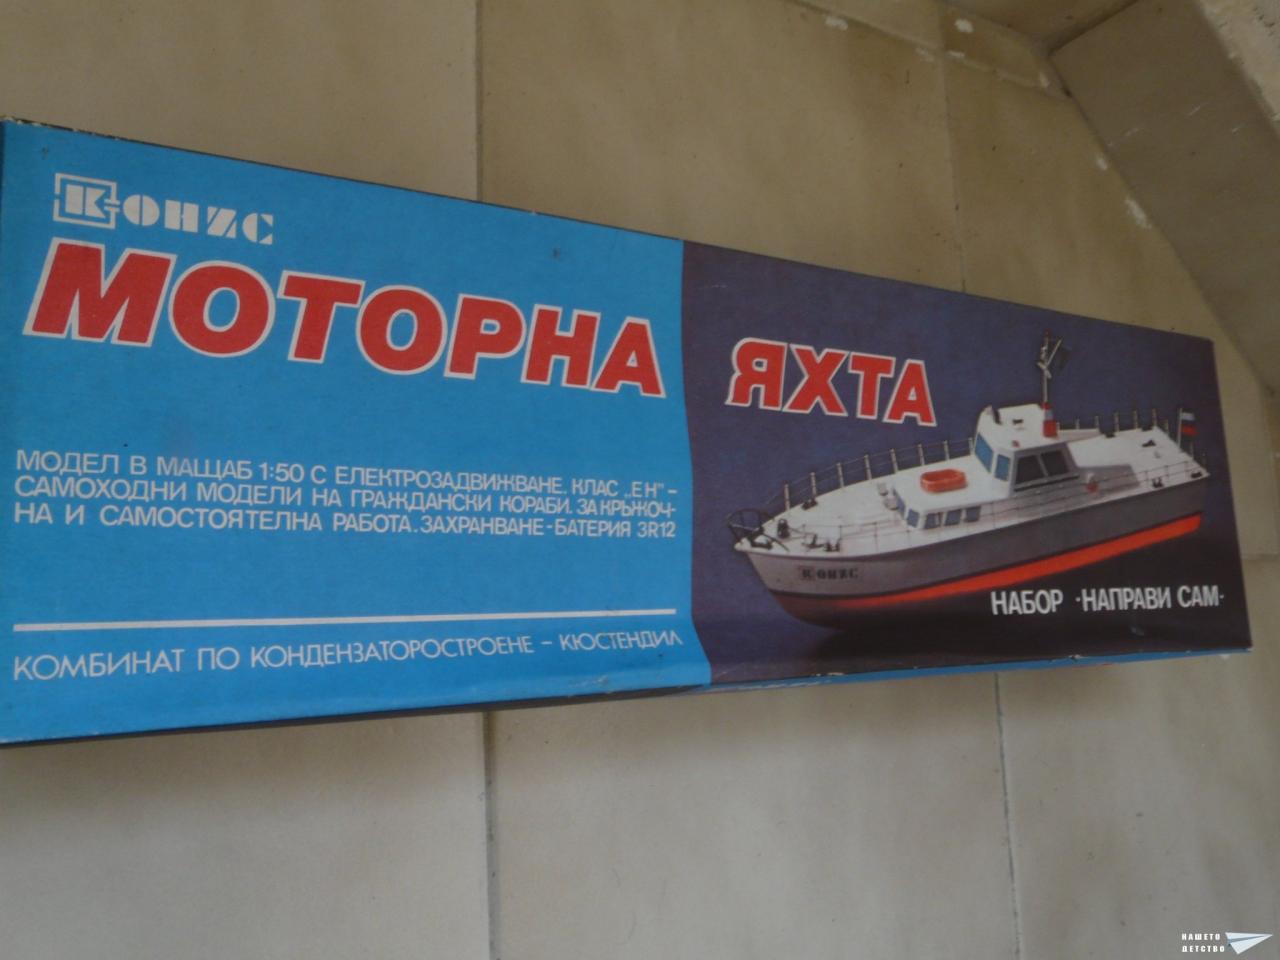 КОНИС
МОТОРНА ЯХТА
МОДЕЛ В МАЩАБ 1:50 С ЕЛЕКТРОЗАДВИЖВАНЕ. КЛАС „ЕН"–
САМОХОДНИ МОДЕЛИ НА ГРАЖДАНСКИ КОРАБИ. ЗА КРЪЖОЧ-
НА И САМОСТОЯТЕЛНА РАБОТА. ЗАХРАНВАНЕ-БАТЕРИЯ 3R12
КОМБИНАТ ПО КОНДЕНЗАТОРОСТРОЕНЕ – КЮСТЕНДИЛ
КОНИС
НАБОР ·НАПРАВИ САМ·
НАШЕТО
ДЕТСТВО